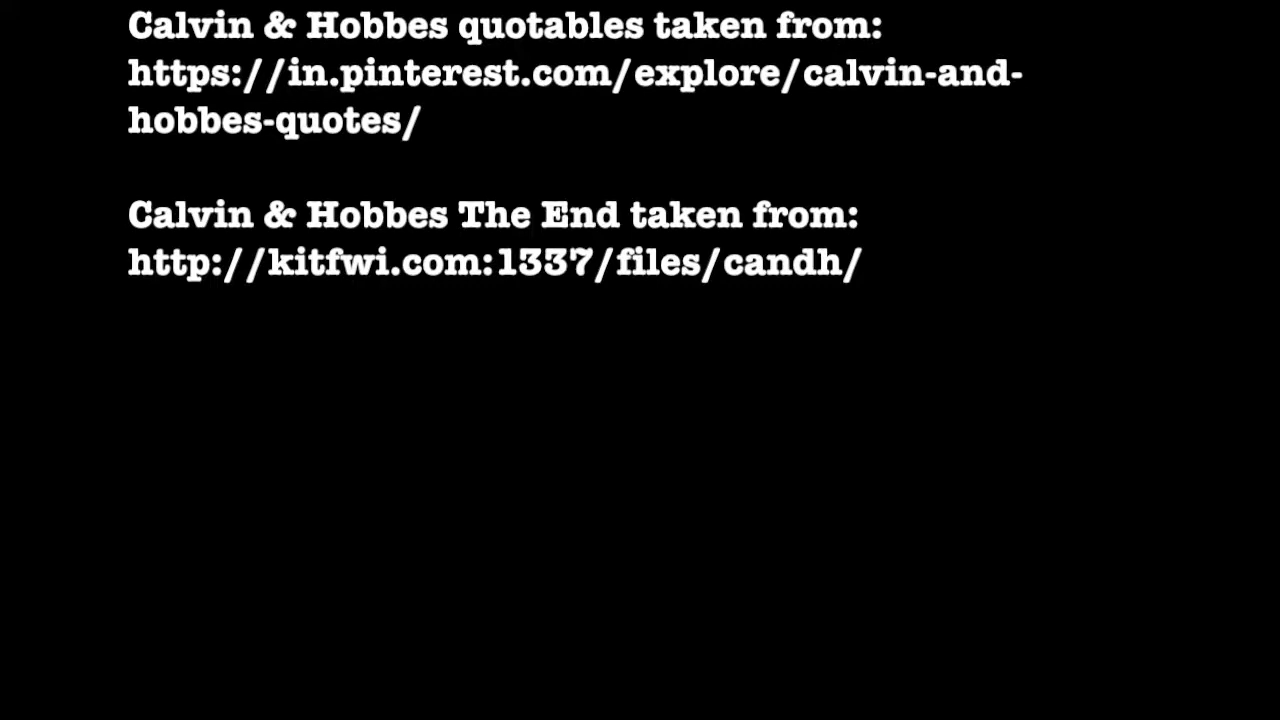 Calvin & Hobbes quotables taken from:
https://in.pinterest.com/explore/calvin-and-
hobbes-quotes/
Calvin & Hobbes The End taken from:
http://kitfwi.com:1337/files/candh/